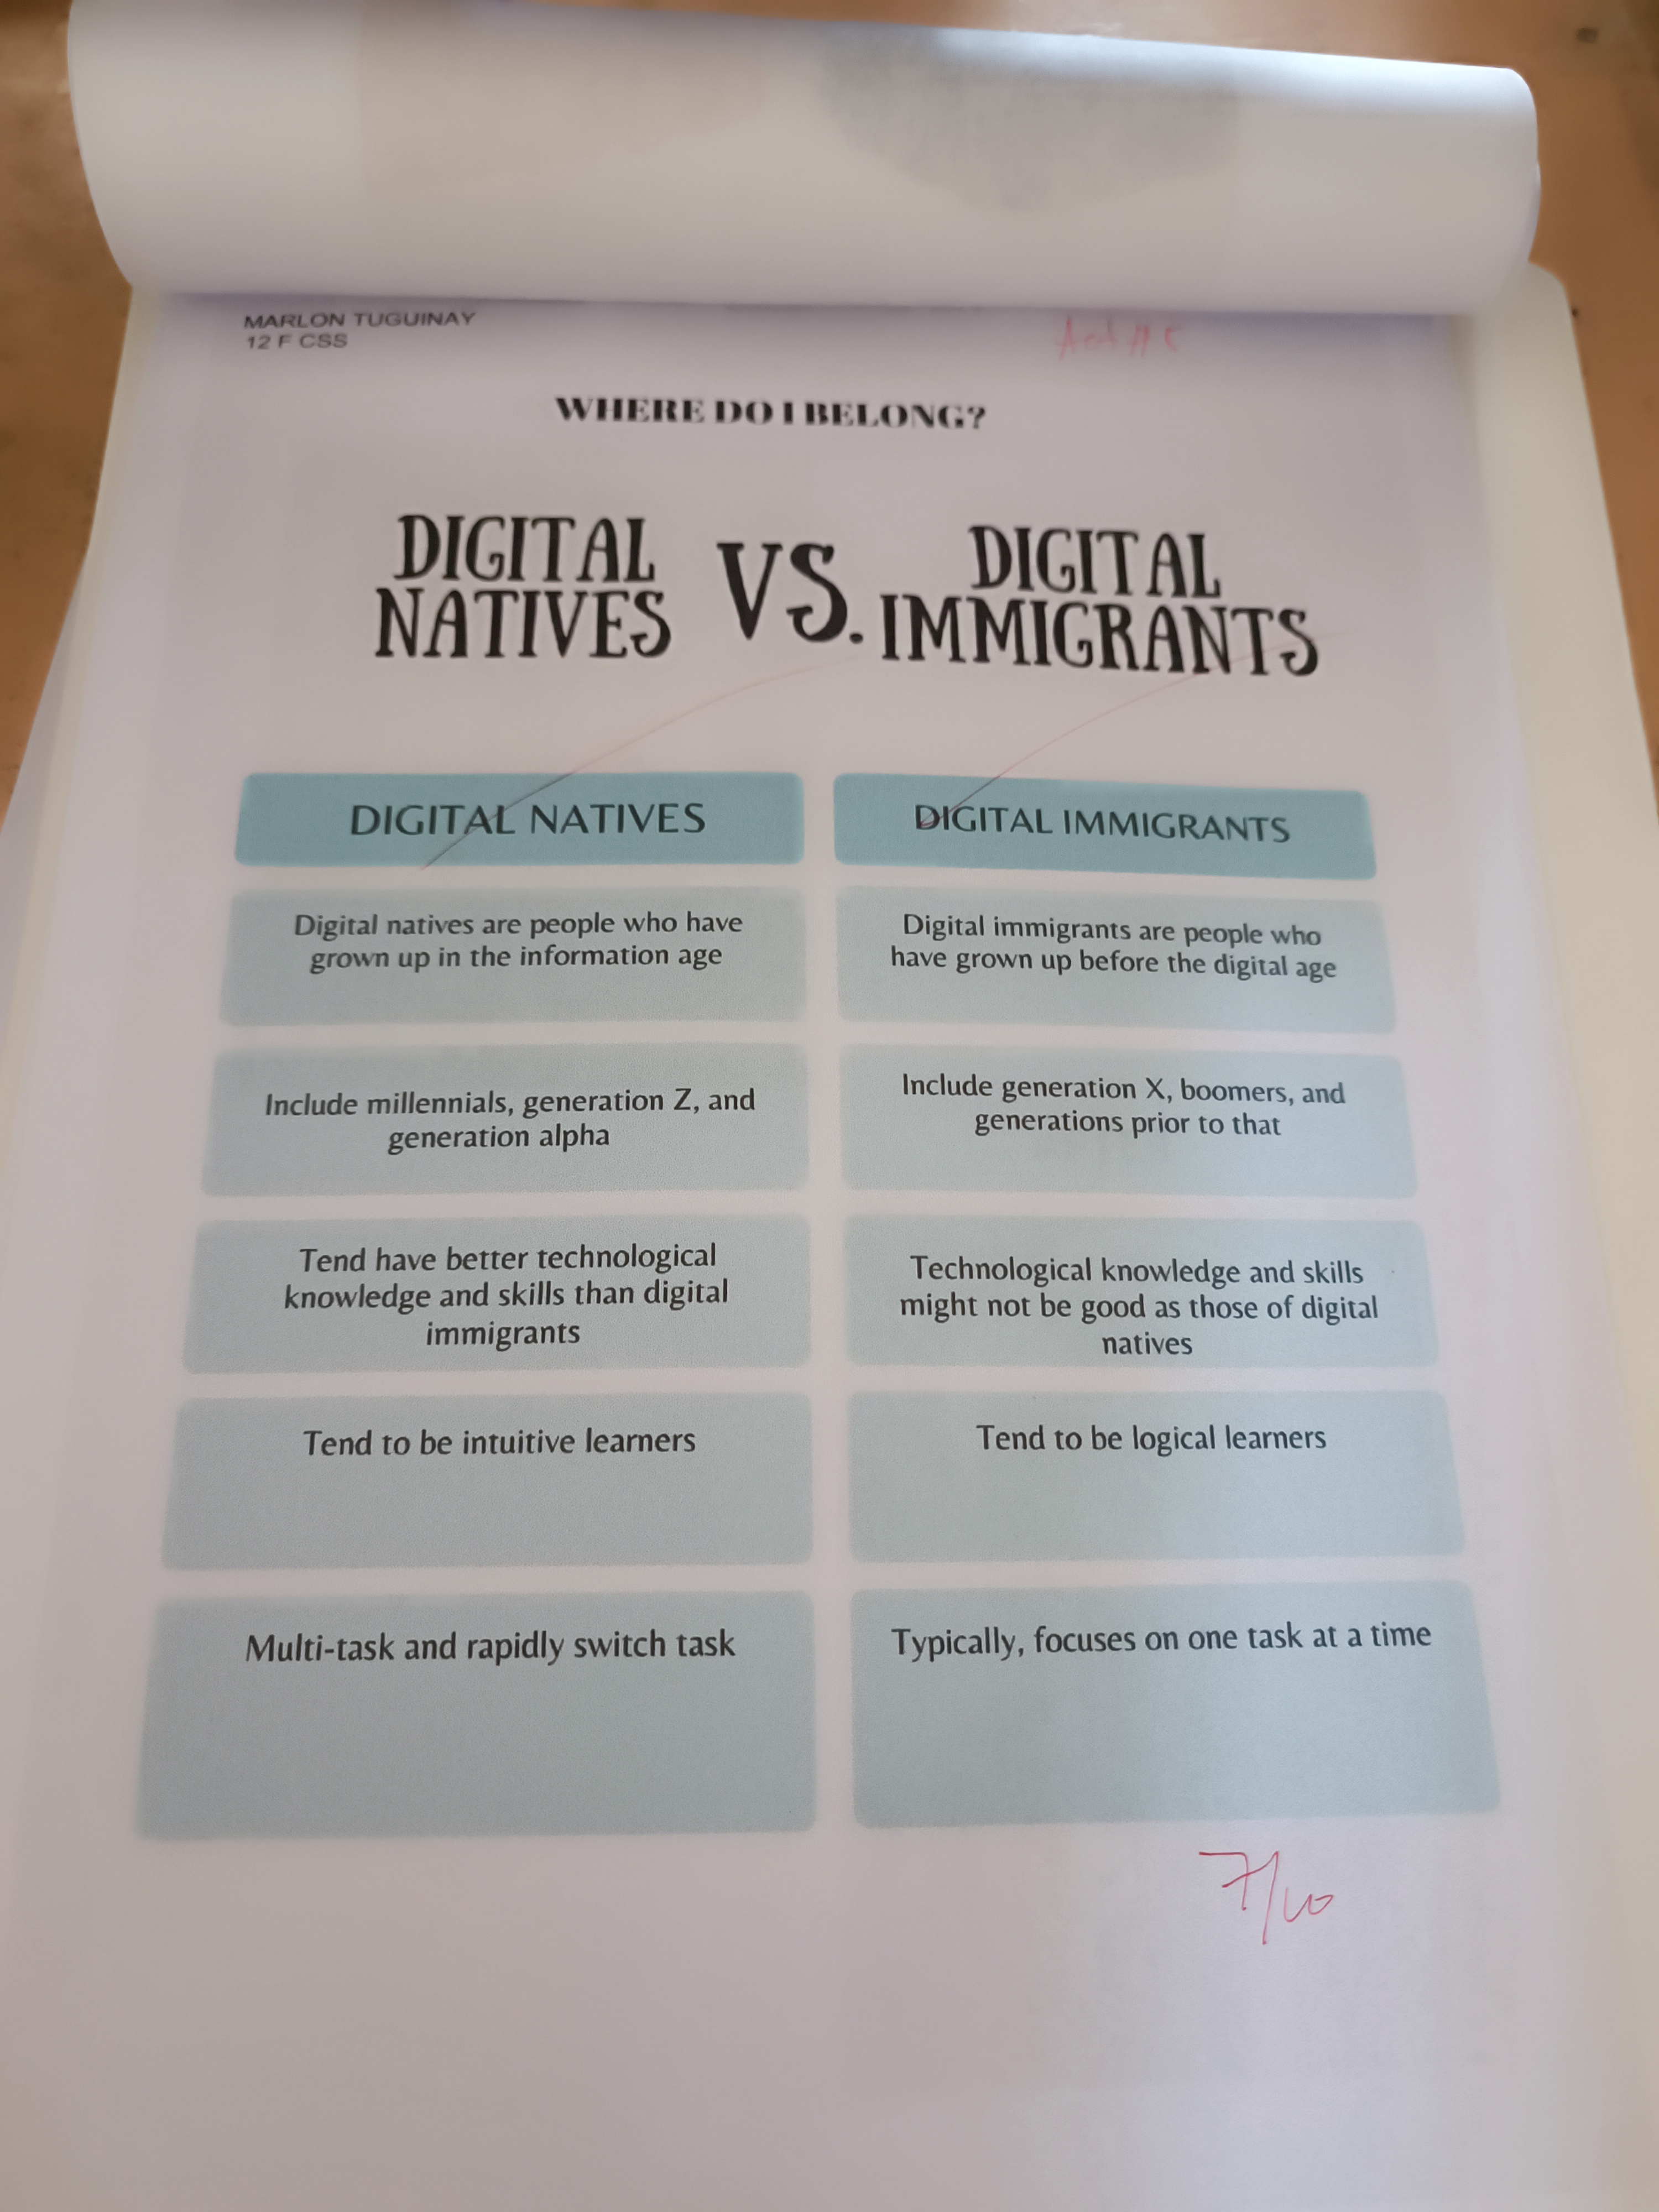 MARLON TUGUINAY
12 F CSS
Act #
WHERE DO I BELONG?
DIGITAL
NATIVES
VS.
DIGITAL
IMMIGRANTS
DIGITAL NATIVES
DIGITAL IMMIGRANTS
Digital natives are people who have
grown up in the information age
Digital immigrants are people who
have grown up before the digital age
Include millennials, generation Z, and
generation alpha
Include generation X, boomers, and
generations prior to that
Tend have better technological
knowledge and skills than digital
immigrants
Technological knowledge and skills
might not be good as those of digital
natives
Tend to be intuitive learners
Tend to be logical learners
Multi-task and rapidly switch task
Typically, focuses on one task at a time
7/10